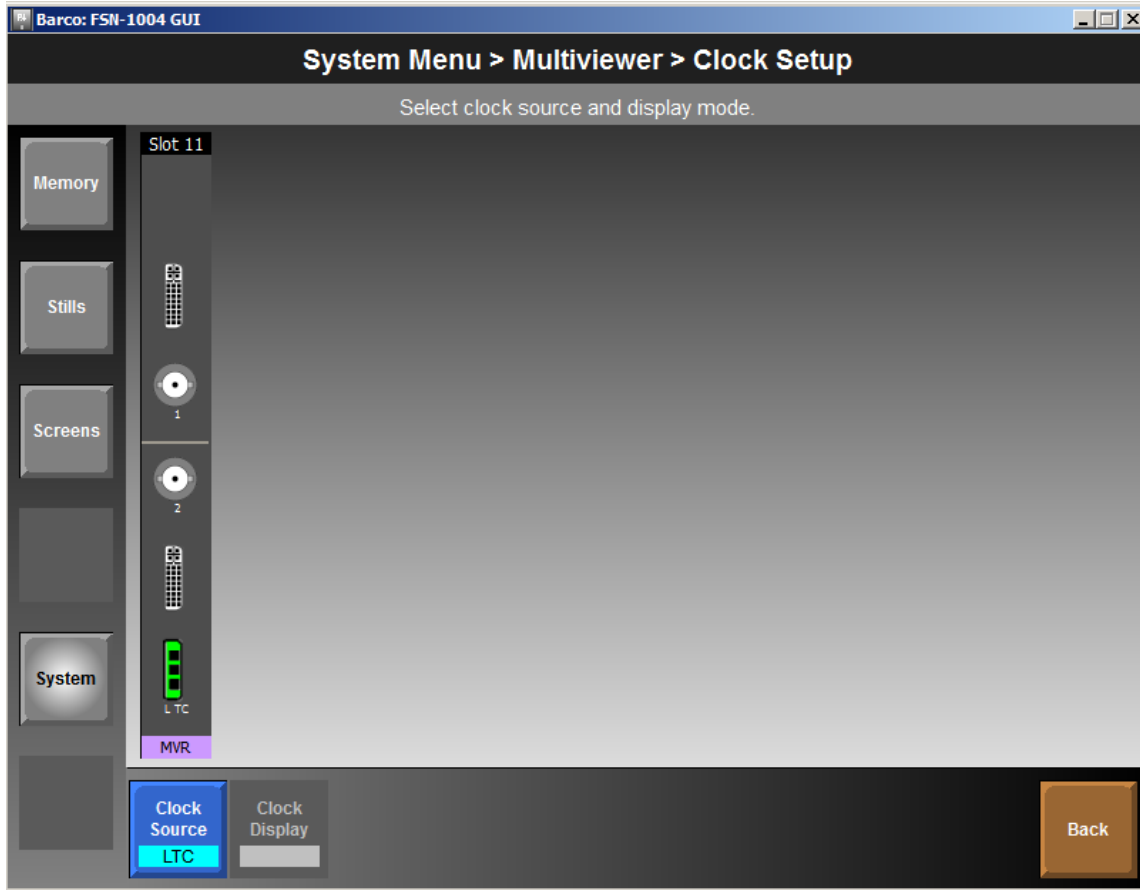 Barco: FSN-1004 GUI
System Menu > Multiviewer > Clock Setup
Select clock source and display mode.
Slot 11
Memory
Stills
1
Screens
2
System
L TC
MVR
Clock
Source
LTC
Clock
Display
Back